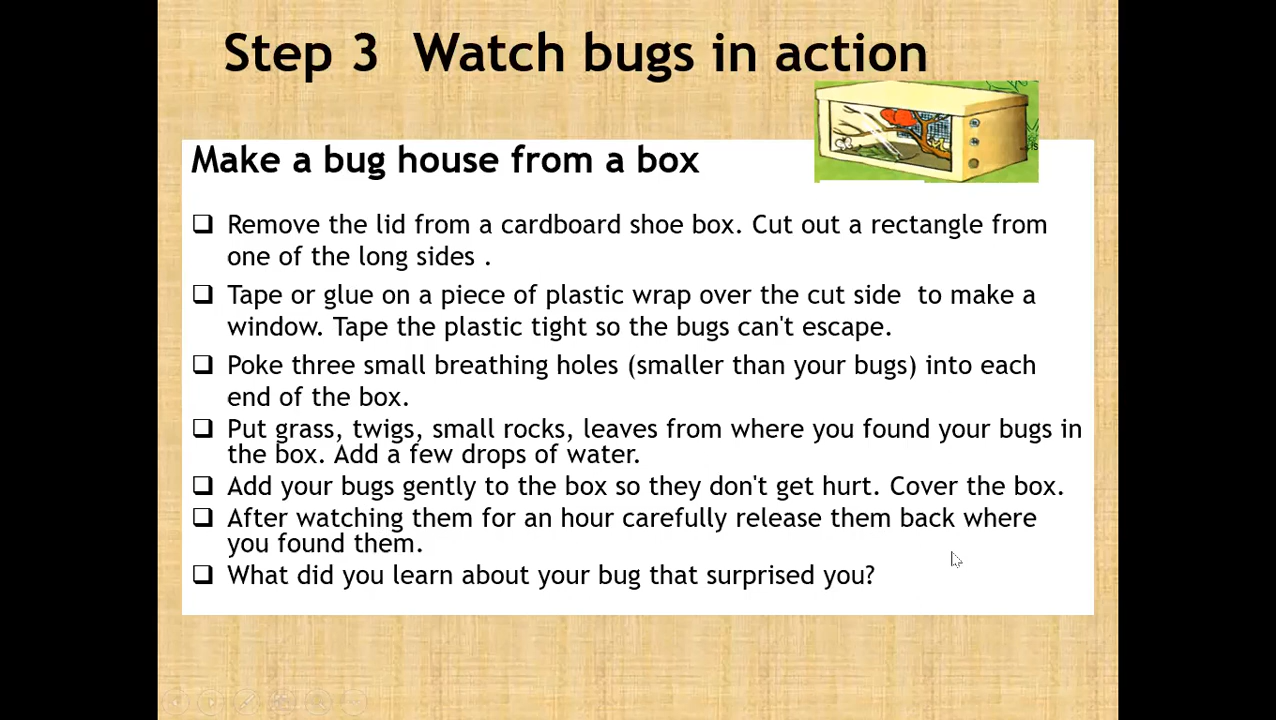 Step 3 Watch bugs in action
Make a bug house from a box
❑ Remove the lid from a cardboard shoe box. Cut out a rectangle from
one of the long sides .
❑ Tape or glue on a piece of plastic wrap over the cut side to make a
window. Tape the plastic tight so the bugs can't escape.
❑ Poke three small breathing holes (smaller than your bugs) into each
end of the box.
❑ Put grass, twigs, small rocks, leaves from where you found your bugs in
the box. Add a few drops of water.
❑ Add your bugs gently to the box so they don't get hurt. Cover the box.
❑ After watching them for an hour carefully release them back where
you found them.
❑ What did you learn about your bug that surprised you?